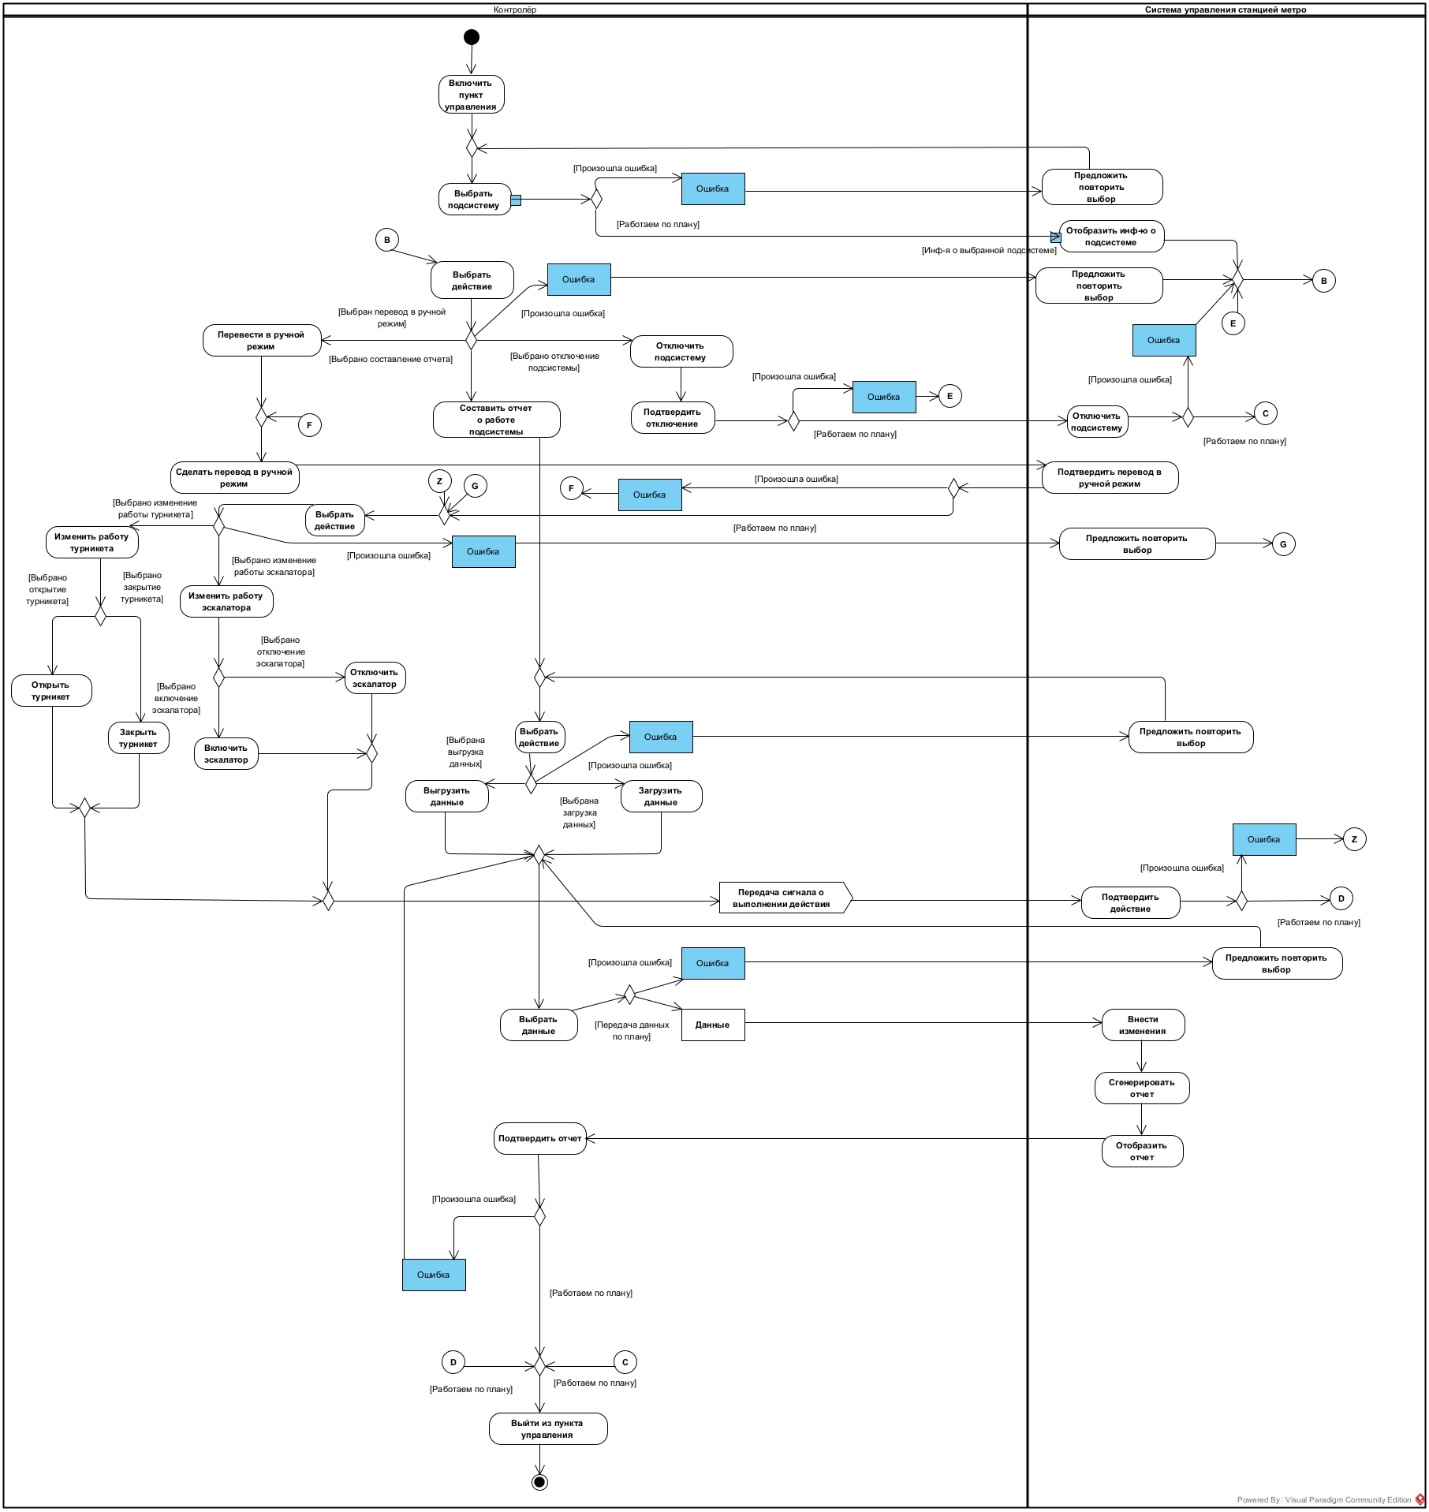 Контролёр
Система управления станцией метро
Включить
пункт
управления
Выбрать
подсистему
[Произошла ошибка]
Ошибка
[Работаем по плану]
Предложить
повторить
выбор
Отобразить инф-ю о
подсистеме
[Инф-я о выбранной подсистеме]
B
Выбрать
действие
Ошибка
[Произошла ошибка]
Предложить
повторить
выбор
B
E
Ошибка
[Произошла ошибка]
[Выбран перевод в ручной
режим]
Перевести в ручной
режим
[Выбрано составление отчета]
[Выбрано отключение
подсистемы]
Отключить
подсистему
[Произошла ошибка]
Ошибка
E
F
Составить отчет
о работе
подсистемы
Подтвердить
отключение
[Работаем по плану]
Отключить
подсистему
C
[Работаем по плану]
Сделать перевод в ручной
режим
Подтвердить перевод в
ручной режим
Z
G
F
Ошибка
[Произошла ошибка]
[Работаем по плану]
[Выбрано изменение
работы турникета]
Выбрать
действие
Изменить работу
турникета
[Произошла ошибка]
Ошибка
Предложить повторить
выбор
G
[Выбрано
открытие
турникета]
[Выбрано
закрытие
турникета]
[Выбрано изменение
работы эскалатора]
Изменить работу
эскалатора
[Выбрано
отключение
эскалатора]
Отключить
эскалатор
Открыть
турникет
[Выбрано
включение
эскалатора]
Закрыть
турникет
Включить
эскалатор
Выбрать
действие
[Выбрана
выгрузка
данных]
Ошибка
[Произошла ошибка]
Предложить повторить
выбор
Выгрузить
данные
[Выбрана
загрузка
данных]
Загрузить
данные
Передача сигнала о
выполнении действия
Подтвердить
действие
[Произошла ошибка]
Ошибка
Z
D
[Работаем по плану]
[Произошла ошибка]
Ошибка
Предложить повторить
выбор
Выбрать
данные
[Передача данных
по плану]
Данные
Внести
изменения
Сгенерировать
отчет
Отобразить
отчет
Подтвердить отчет
[Произошла ошибка]
Ошибка
[Работаем по плану]
D
C
[Работаем по плану]
[Работаем по плану]
Выйти из пункта
управления
Powered By Visual Paradigm Community Edition